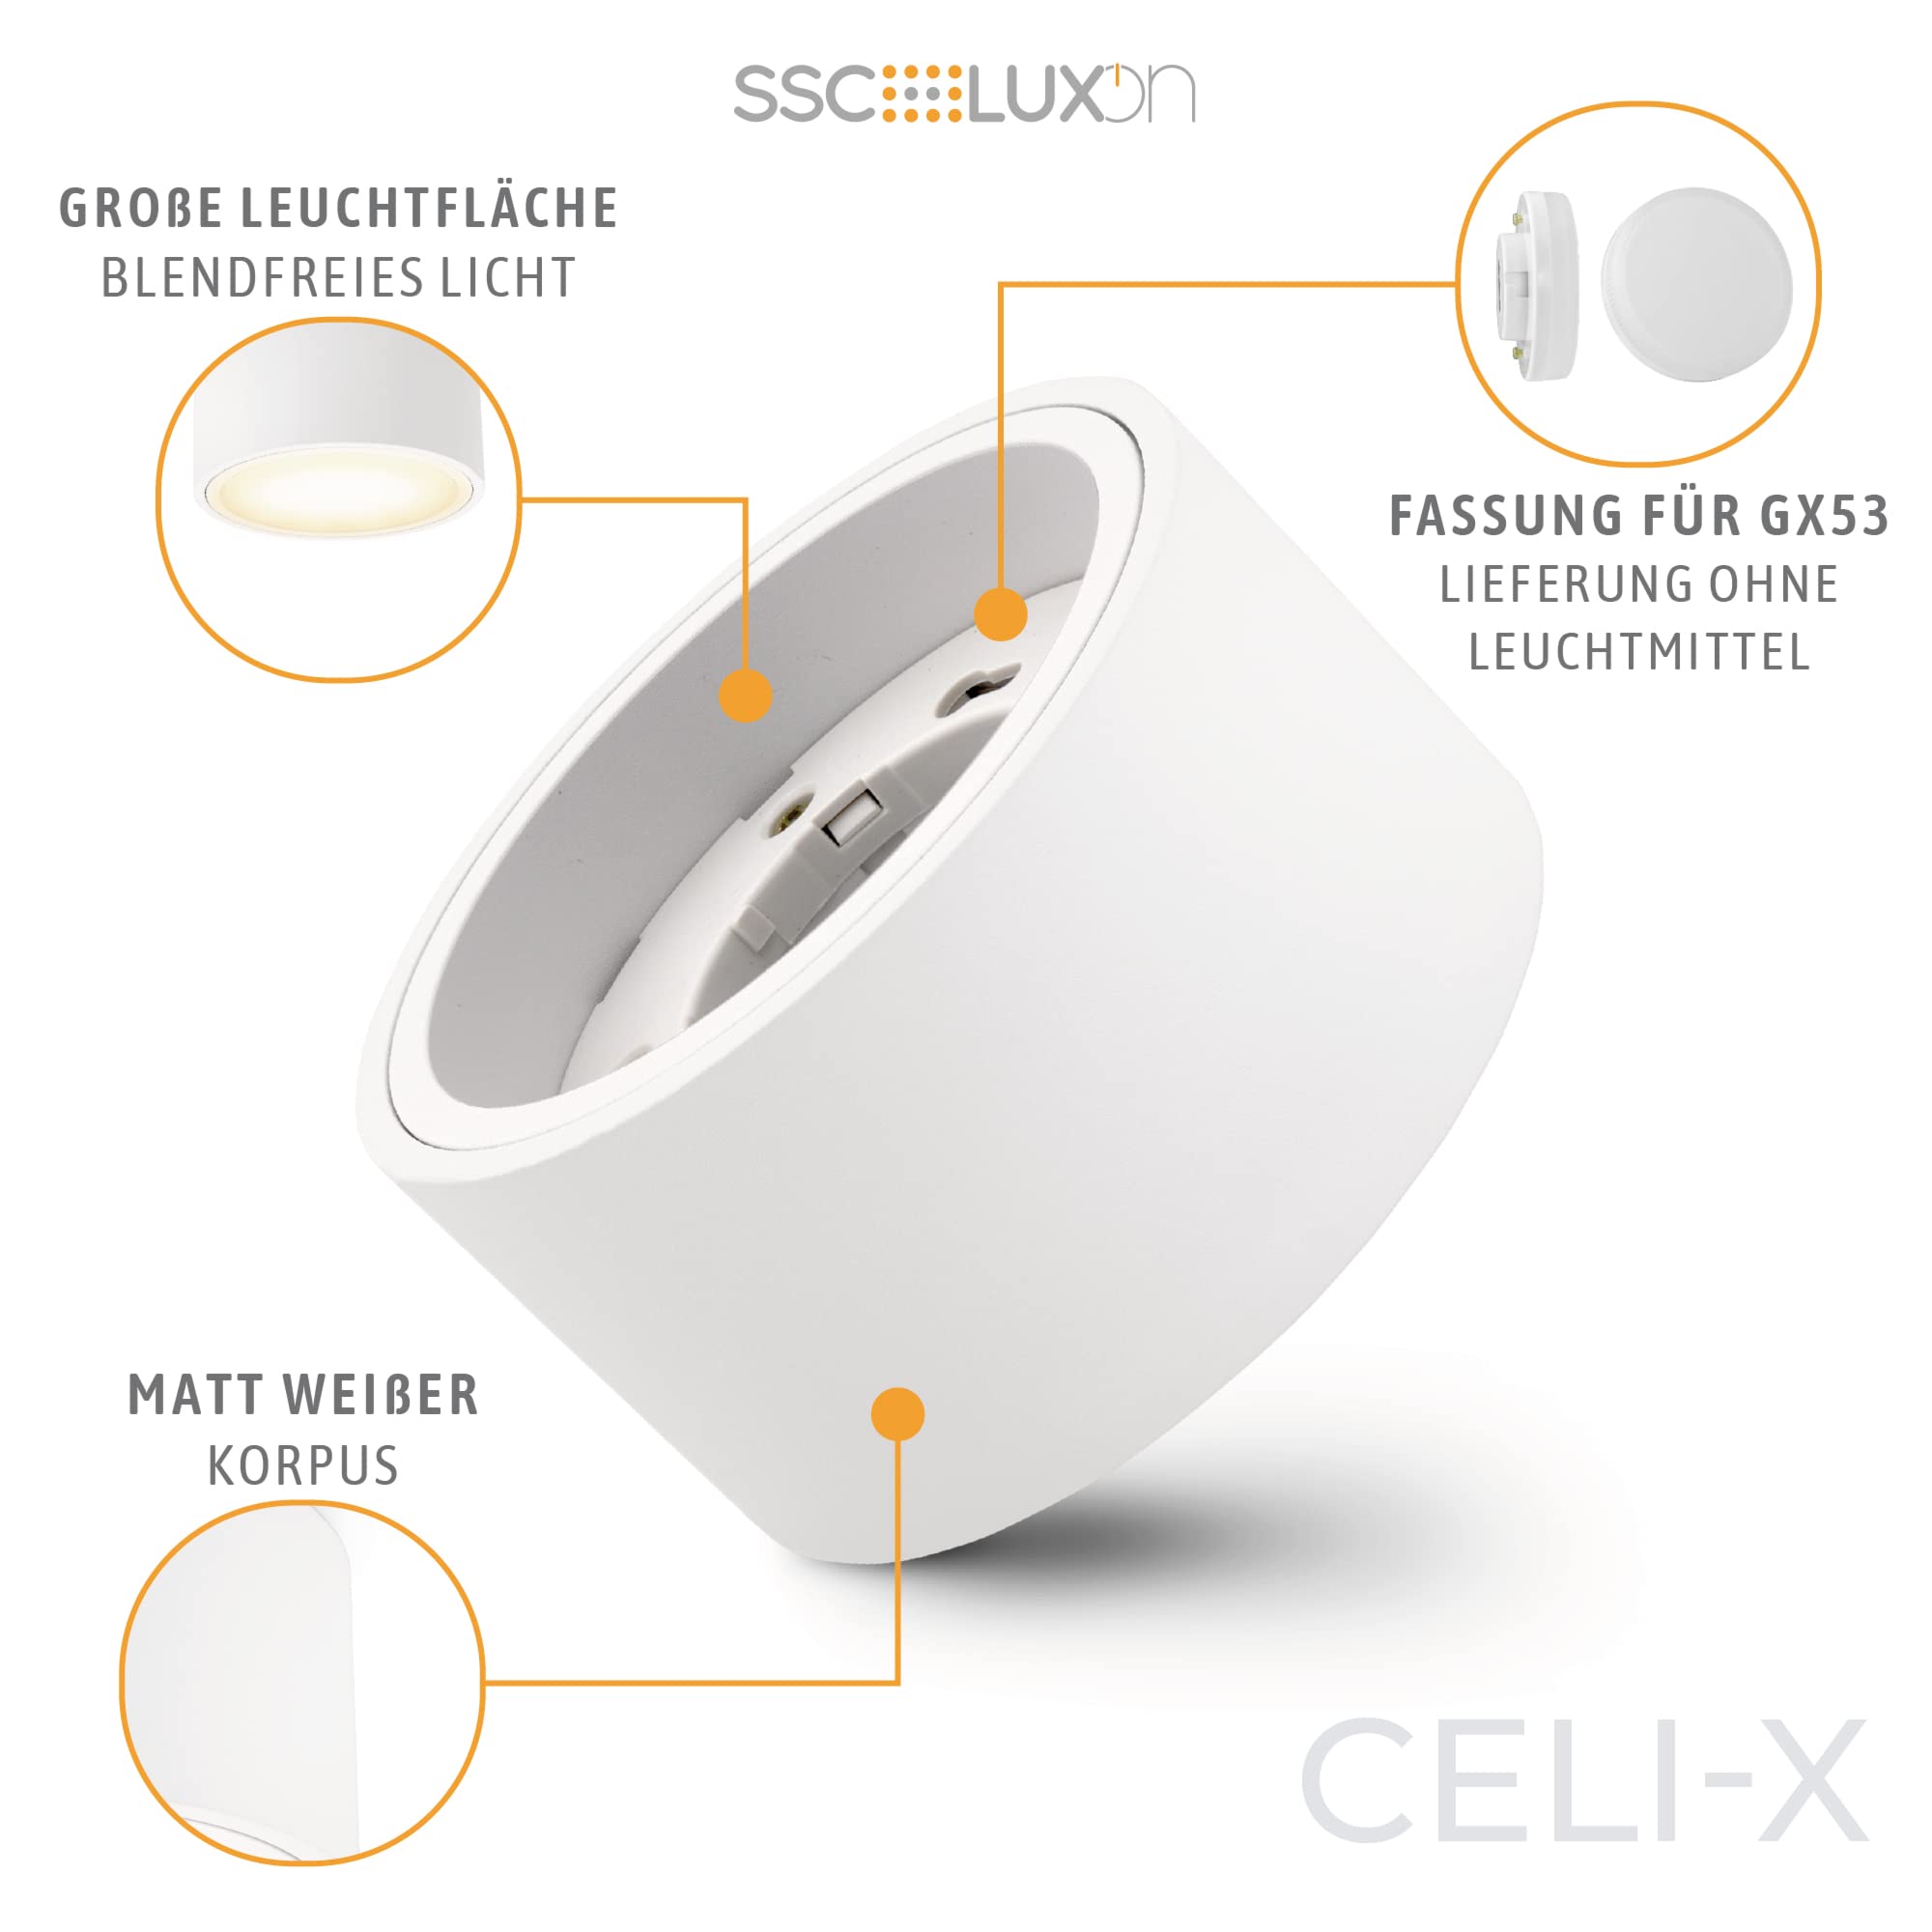 SSC LUXon
GROßE LEUCHTFLÄCHE
BLENDFREIES LICHT
FASSUNG FÜR GX53
LIEFERUNG OHNE
LEUCHTMITTEL
MATT WEIßER
KORPUS
CELI-X